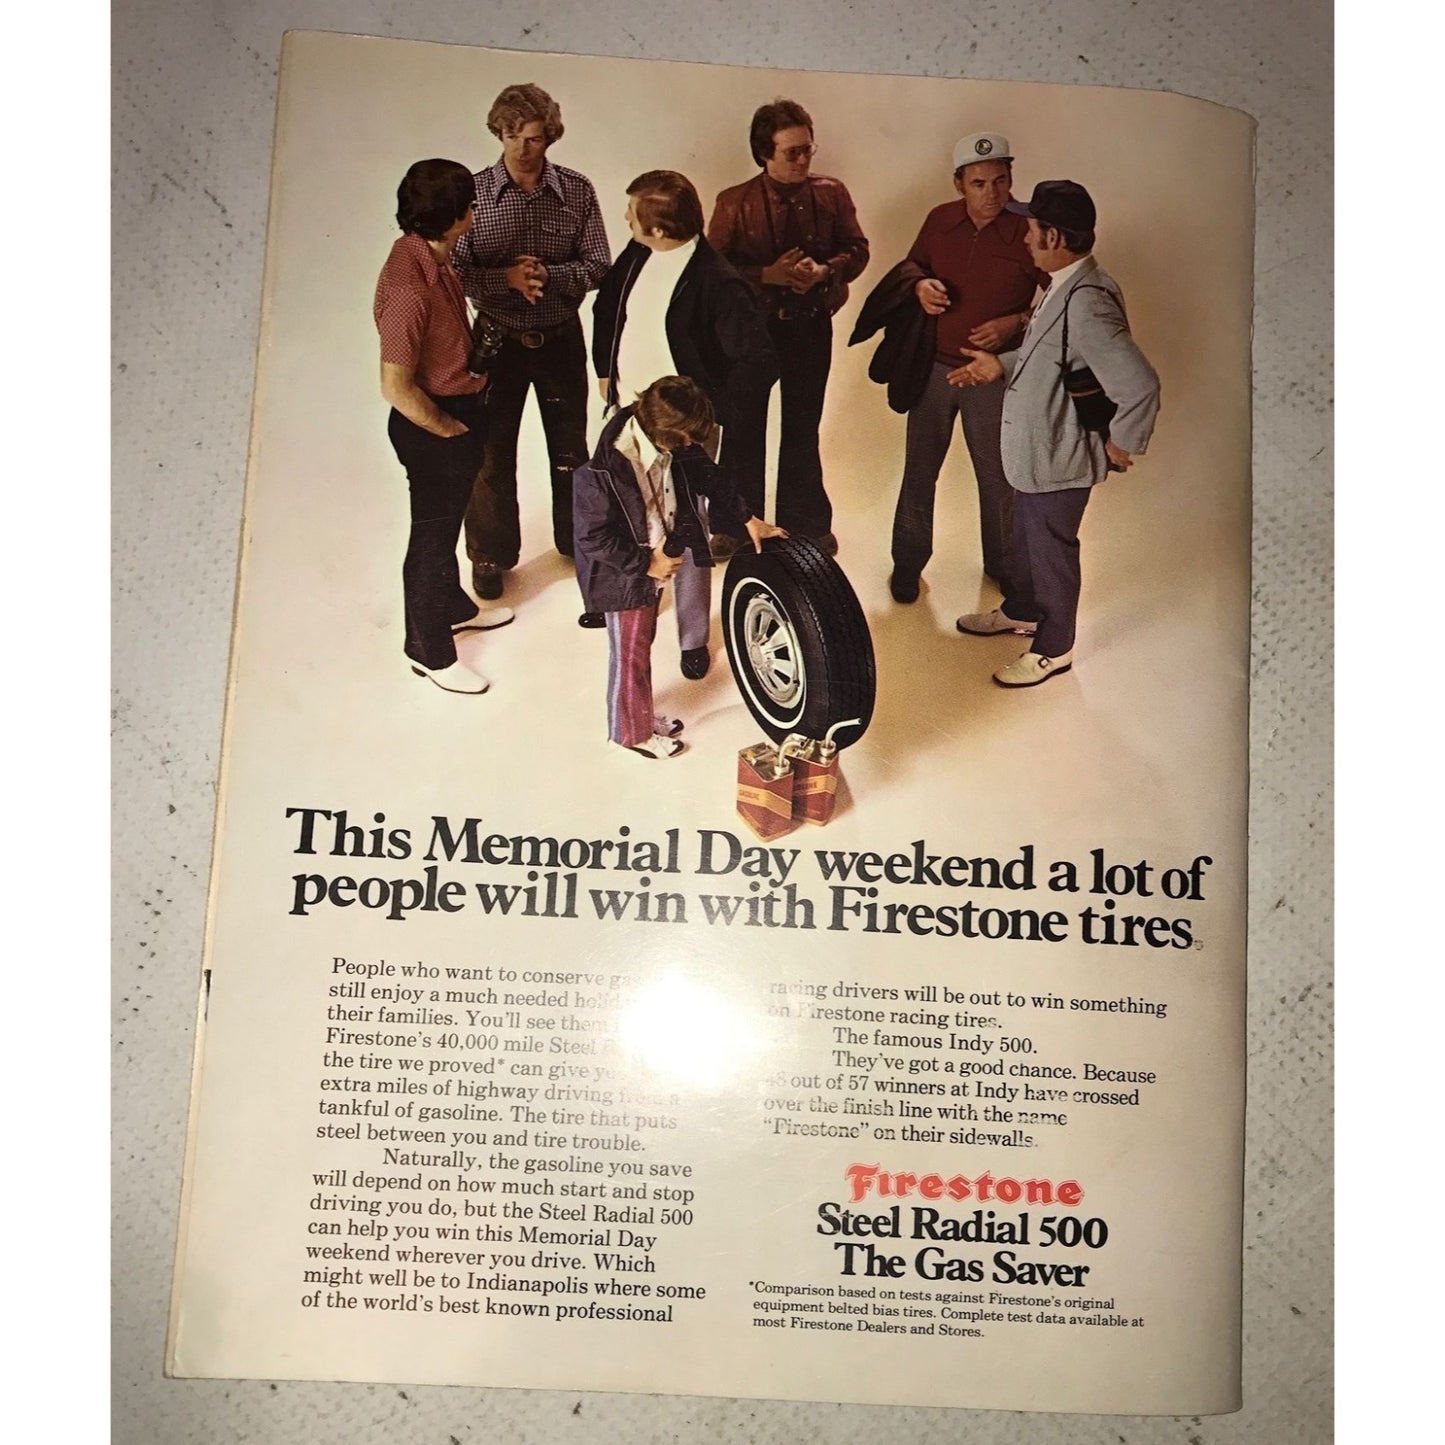 GASOLINE
This Memorial Day weekend a lot of
people will win with Firestone tires.
People who want to conserve
still enjoy a much needed
their families. You'll see them
Firestone's 40,000 mile Steel
the tire we proved* can give
extra miles of highway driving from a
tankful of gasoline. The tire that puts
steel between you and tire trouble.
Naturally, the gasoline you save
will depend on how much start and stop
driving you do, but the Steel Radial 500
can help you win this Memorial Day
weekend wherever you drive. Which
might well be to Indianapolis where some
of the world's best known professional
racing drivers will be out to win something
on Firestone racing tires.
The famous Indy 500.
They've got a good chance. Because
out of 57 winners at Indy have crossed
over the finish line with the name
"Firestone" on their sidewalls.
Firestone
Steel Radial 500
The Gas Saver
*Comparison based on tests against Firestone's original
equipment belted bias tires. Complete test data available at
most Firestone Dealers and Stores.